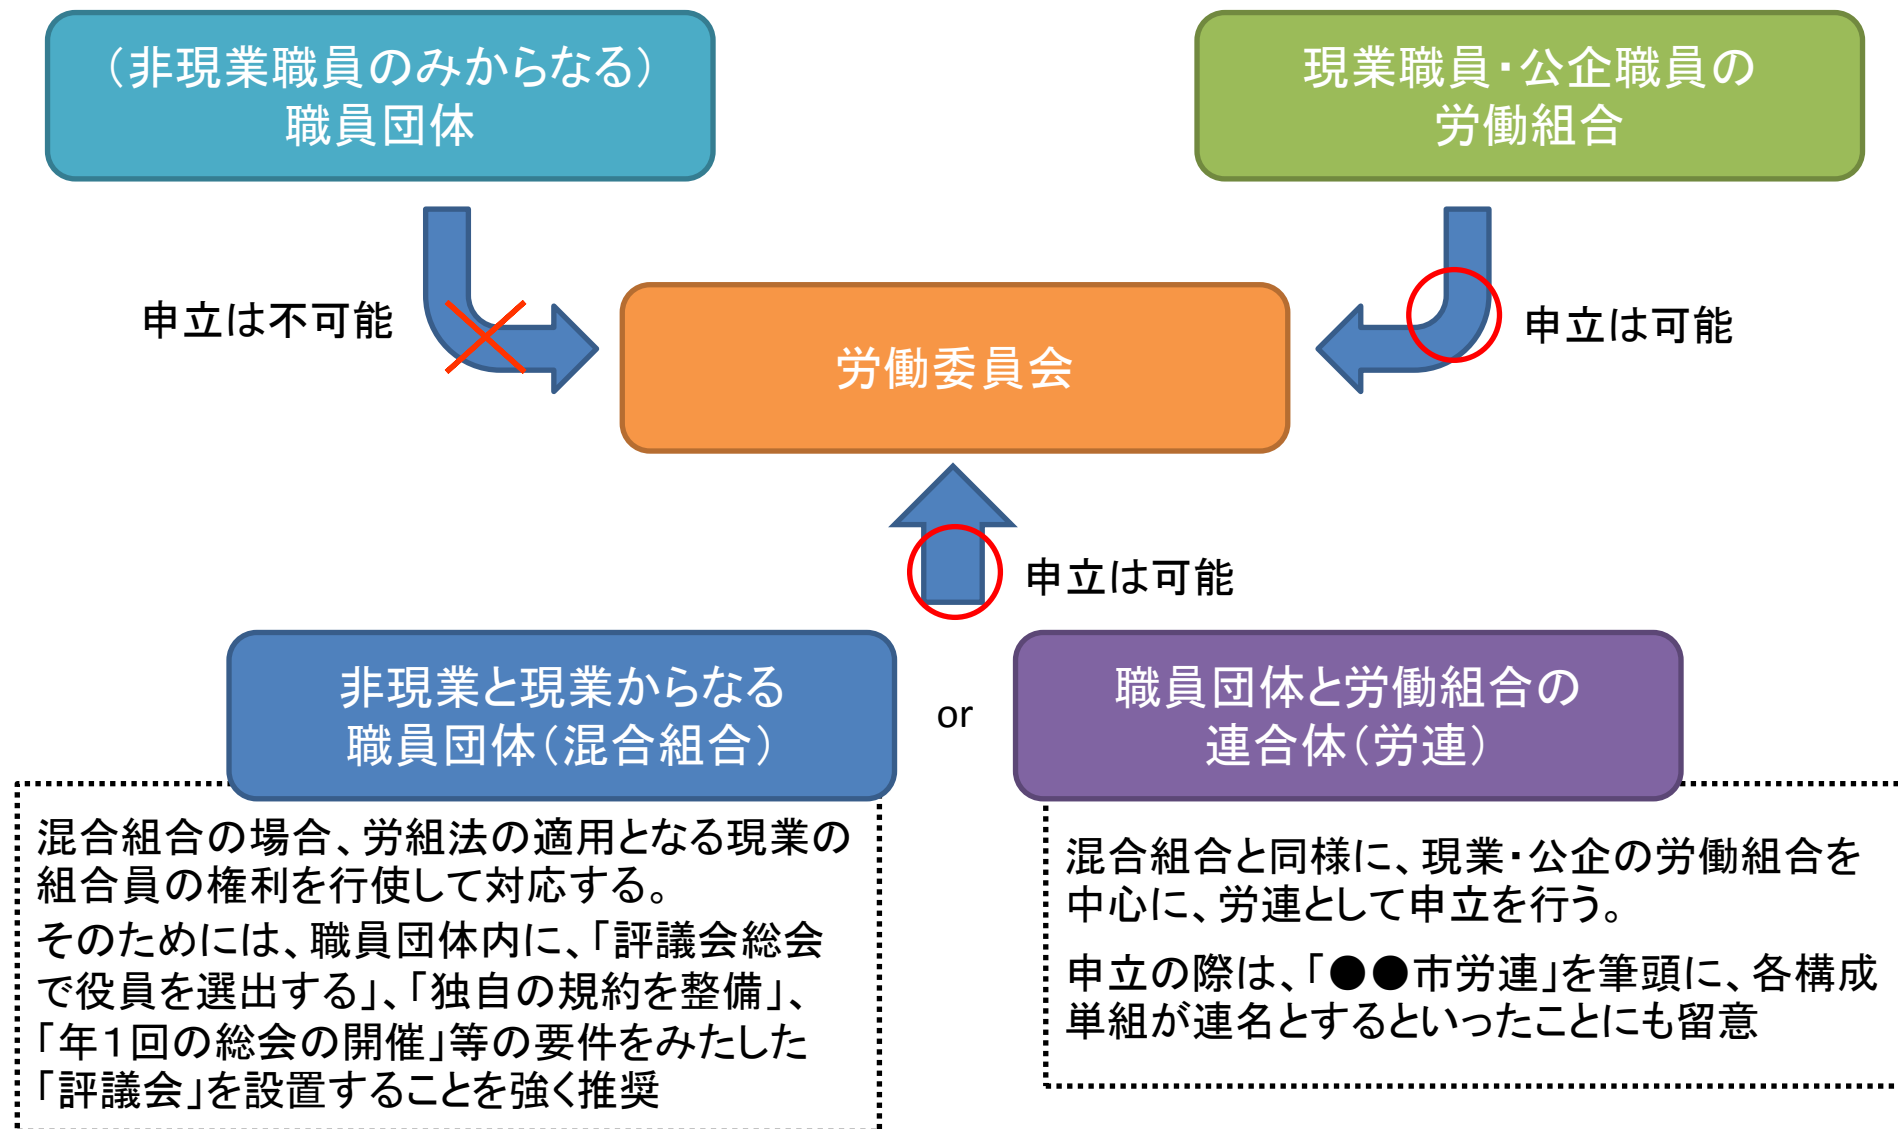 （非現業職員のみからなる）
職員団体
現業職員・公企職員の
労働組合
申立は不可能
労働委員会
申立は可能
申立は可能
非現業と現業からなる
職員団体（混合組合）
or
職員団体と労働組合の
連合体（労連）
混合組合の場合、労組法の適用となる現業の
組合員の権利を行使して対応する。
そのためには、職員団体内に、「評議会総会
で役員を選出する」、「独自の規約を整備」、
「年１回の総会の開催」等の要件をみたした
「評議会」を設置することを強く推奨
混合組合と同様に、現業・公企の労働組合を
中心に、労連として申立を行う。
申立の際は、「●●市労連」を筆頭に、各構成
単組が連名とするといったことにも留意